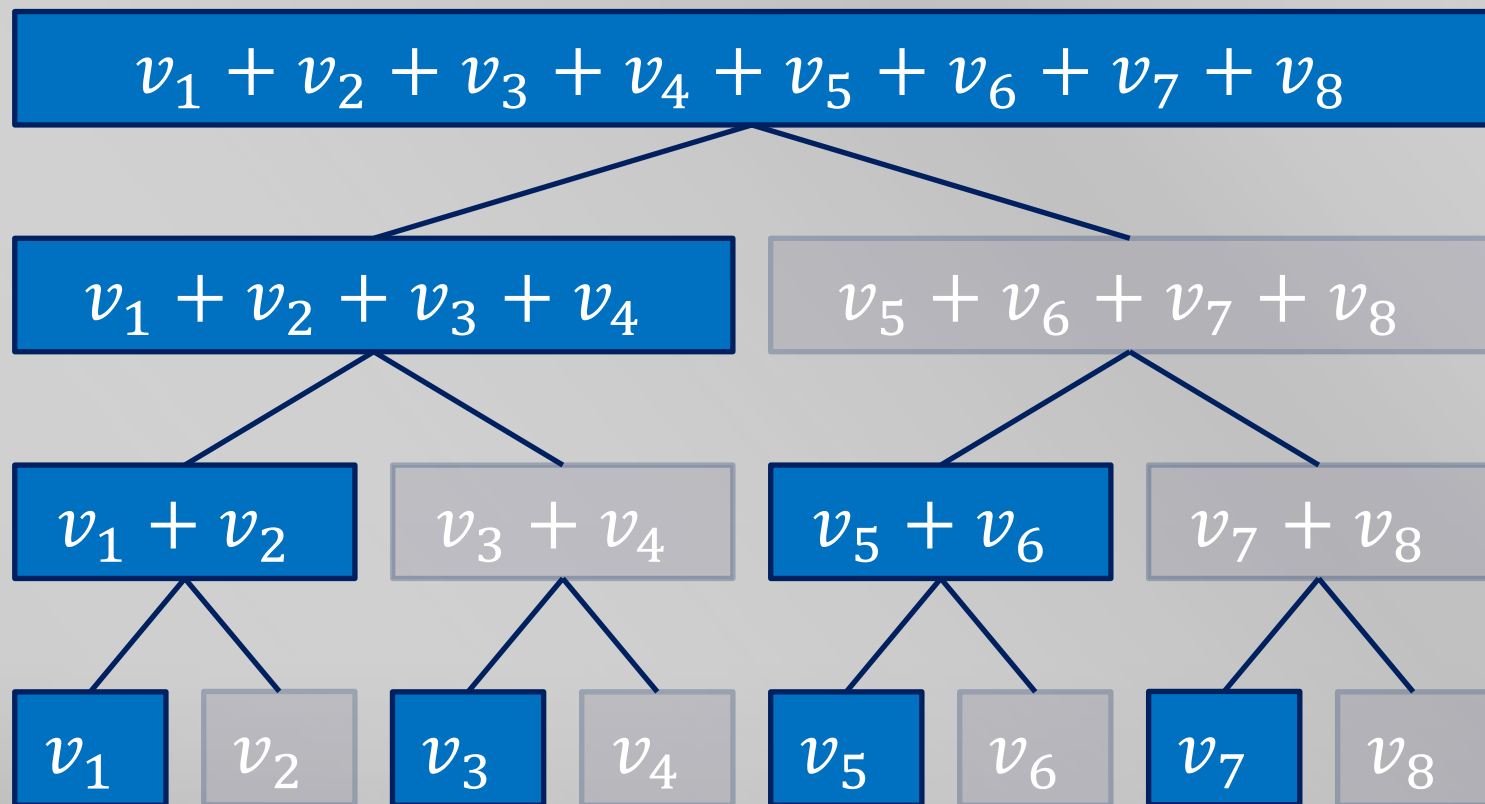 v₁ + v₂ + v₃ + v₄ + v₅ + v₆ + v₇ + v₈
v₁ + v₂ + v₃ + v₄ v₅ + v₆ + v₇ + v₈
v₁ + v₂ v₃ + v₄ v₅ + v₆ v₇ + v₈
v₁ v₂ v₃ v₄ v₅ v₆ v₇ v₈